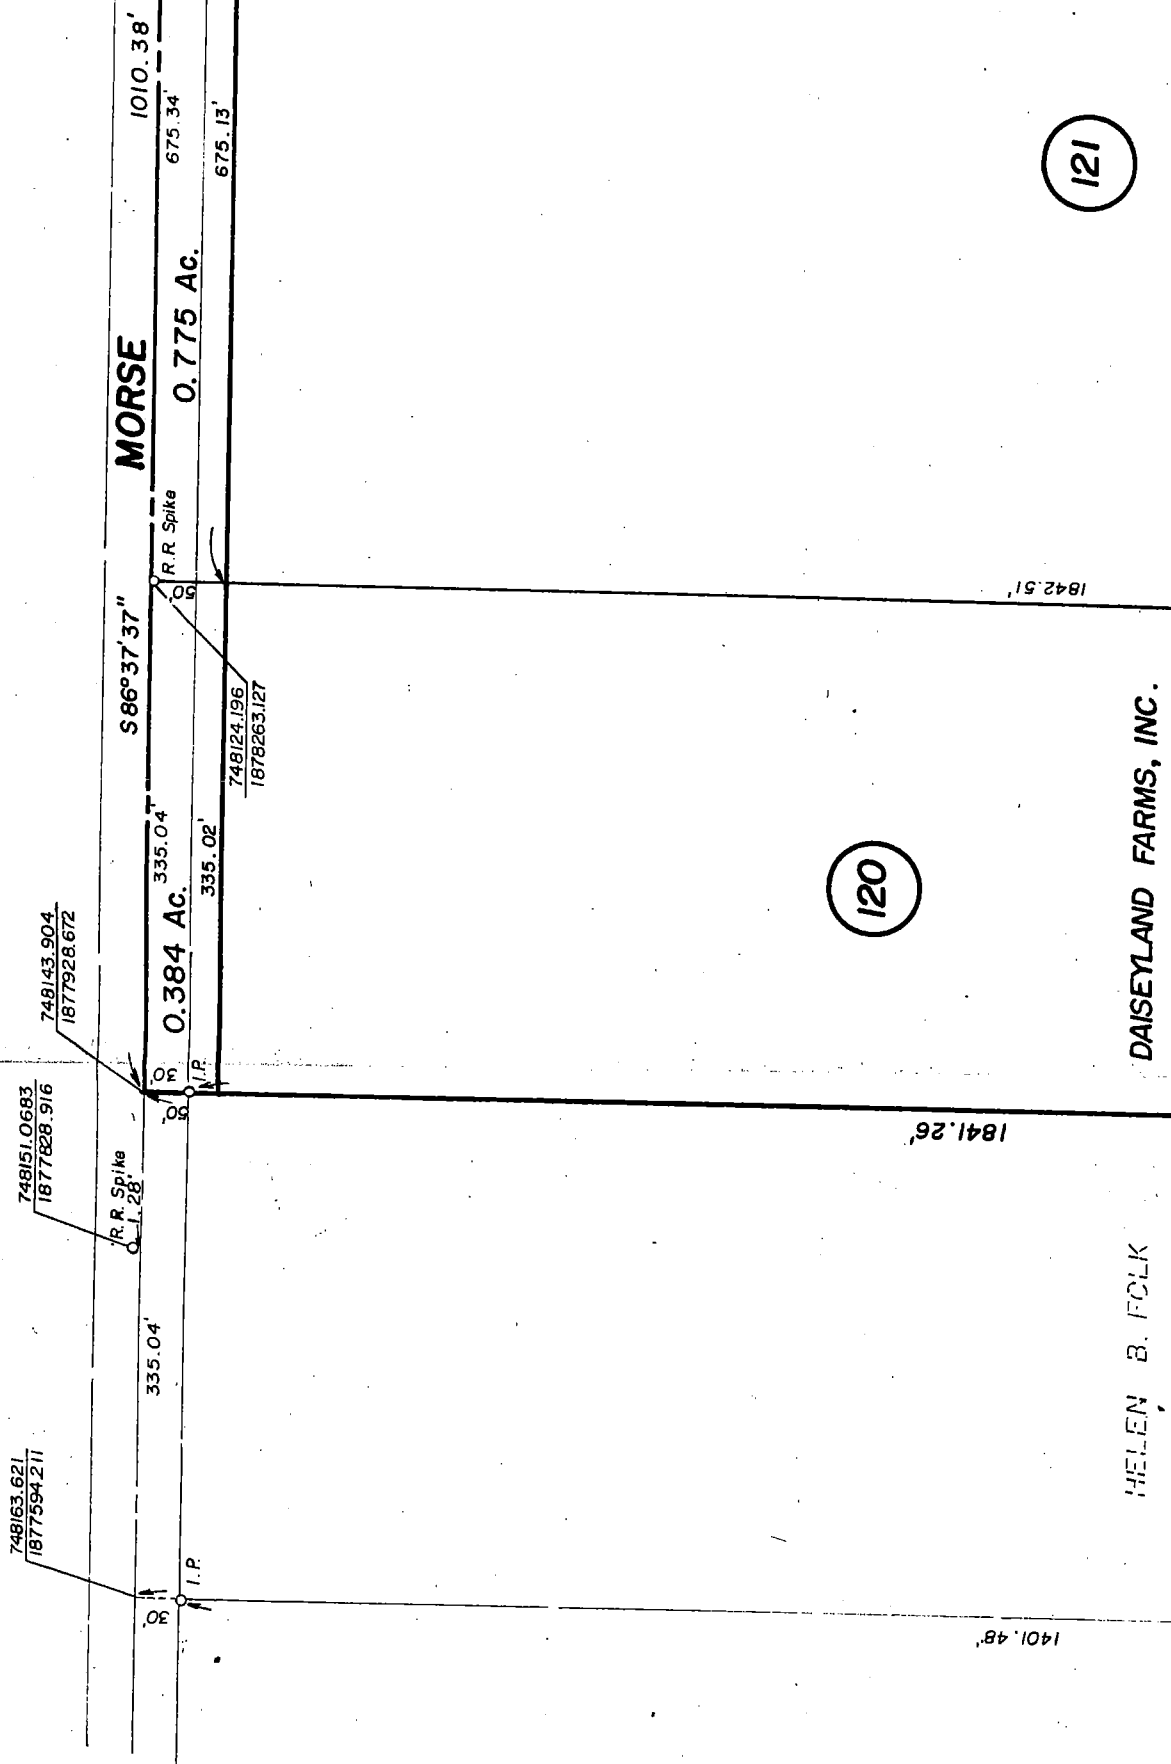 748163.621
1877594.211
748151.0683
1877828.916
748143.904
1877928.672
S 86°37'37"
MORSE
1010.38'
R.R. Spike
1.28'
335.04'
30'
I.P.
50'
30'
I.P.
0.384 Ac.
335.04'
335.02'
R.R Spike
50'
748124.196
1878263.127
0.775 Ac.
675.34'
675.13'
1401.48'
1841.26'
1842.51'
120
121
HELEN B. FOLK
DAISEYLAND FARMS, INC.